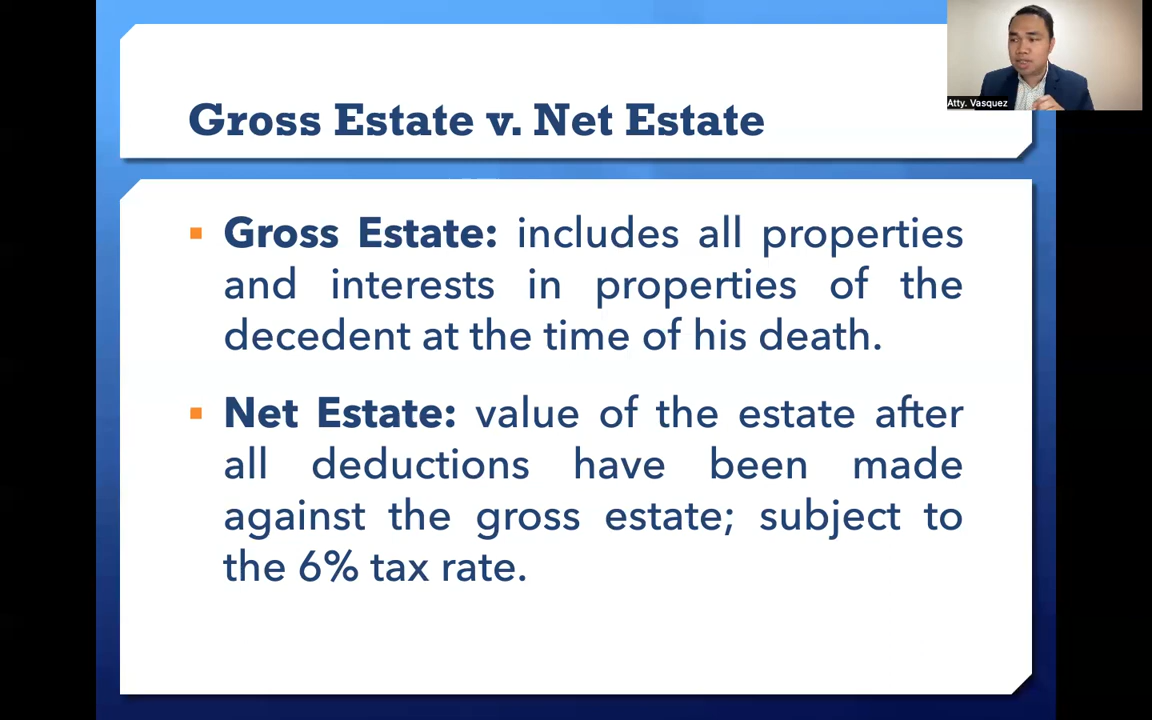 Atty. Vasquez
Gross Estate v. Net Estate
▪ Gross Estate: includes all properties
and interests in properties of the
decedent at the time of his death.
▪ Net Estate: value of the estate after
all deductions have been made
against the gross estate; subject to
the 6% tax rate.